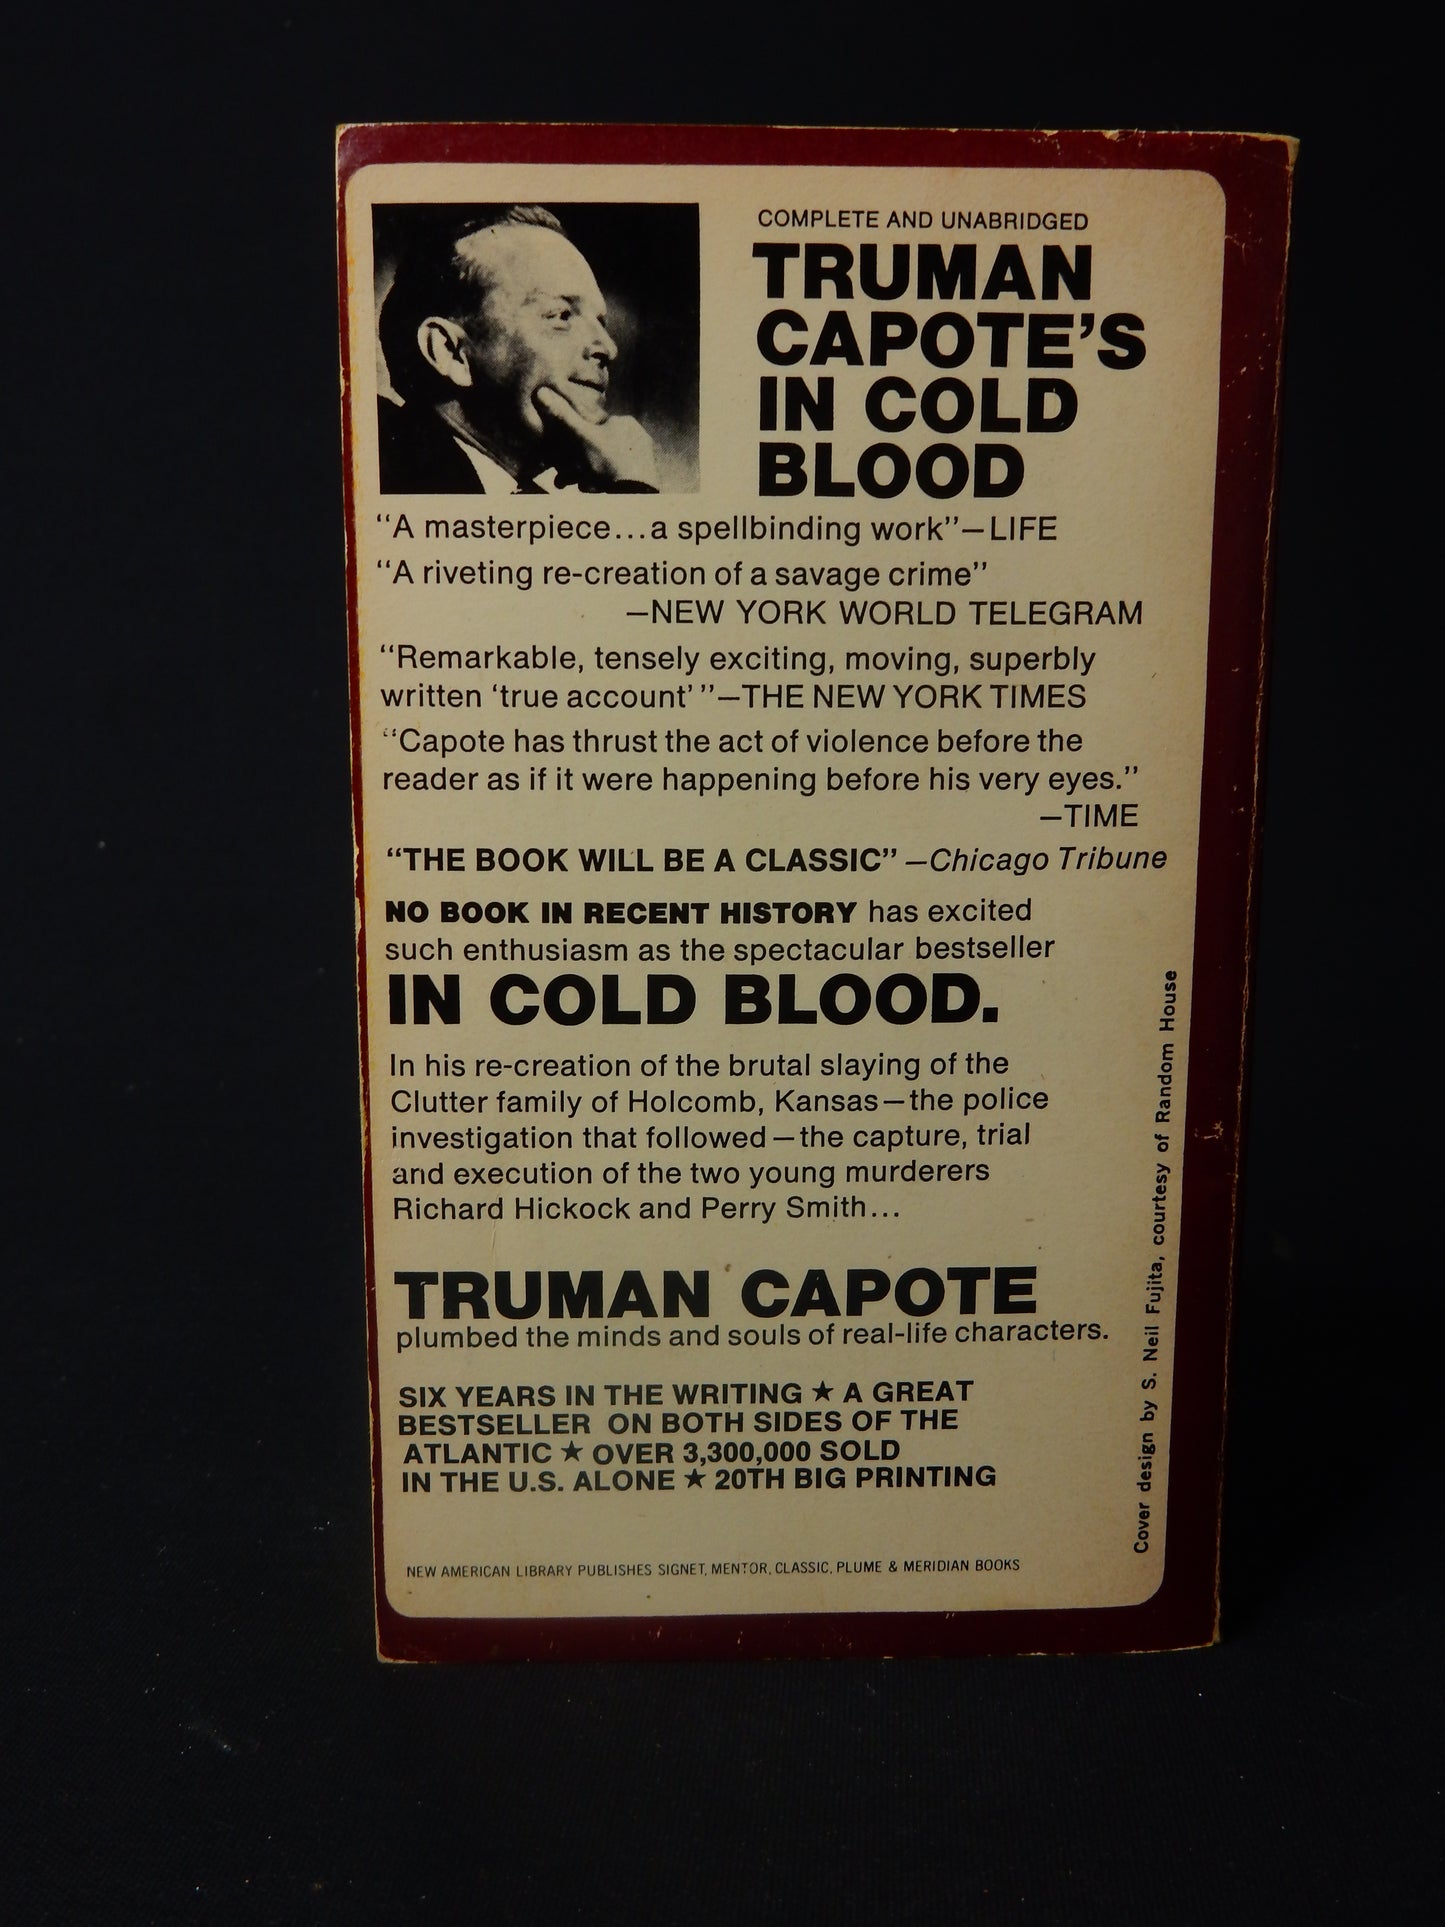 COMPLETE AND UNABRIDGED
TRUMAN
CAPOTE’S
IN COLD
BLOOD
“A masterpiece...a spellbinding work”—LIFE
“A riveting re-creation of a savage crime”
—NEW YORK WORLD TELEGRAM
“Remarkable, tensely exciting, moving, superbly
written ‘true account’ ”—THE NEW YORK TIMES
“Capote has thrust the act of violence before the
reader as if it were happening before his very eyes.”
—TIME
“THE BOOK WILL BE A CLASSIC” —Chicago Tribune
NO BOOK IN RECENT HISTORY has excited
such enthusiasm as the spectacular bestseller
IN COLD BLOOD.
In his re-creation of the brutal slaying of the
Clutter family of Holcomb, Kansas—the police
investigation that followed—the capture, trial
and execution of the two young murderers
Richard Hickock and Perry Smith...
TRUMAN CAPOTE
plumbed the minds and souls of real-life characters.
SIX YEARS IN THE WRITING ★ A GREAT
BESTSELLER ON BOTH SIDES OF THE
ATLANTIC ★ OVER 3,300,000 SOLD
IN THE U.S. ALONE ★ 20TH BIG PRINTING
NEW AMERICAN LIBRARY PUBLISHES SIGNET, MENTOR, CLASSIC, PLUME & MERIDIAN BOOKS
Cover design by S. Neil Fujita, courtesy of Random House